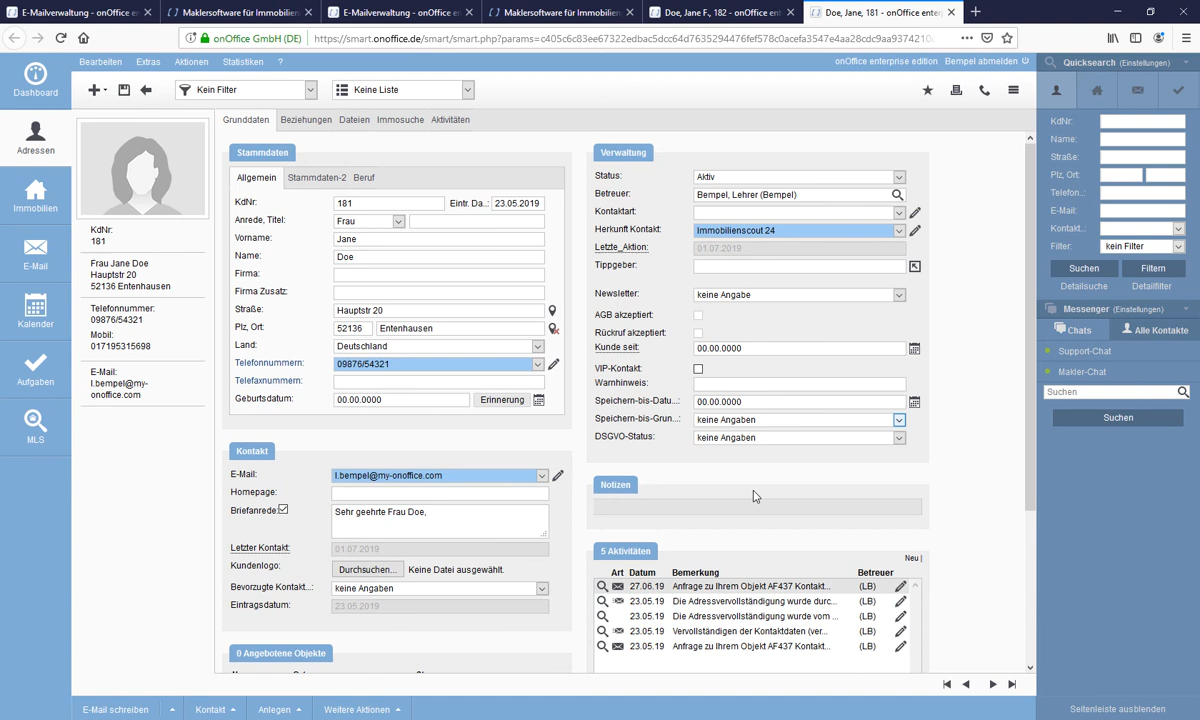 E-Mailverwaltung - onOffice
Maklersoftware für Immobilien
E-Mailverwaltung - onOffice
Maklersoftware für Immobilien
Doe, Jane F., 182 - onOffice ent
Doe, Jane, 181 - onOffice enter
onOffice GmbH (DE)
https://smart.onoffice.de/smart/smart.php?params=c405c6c83ee67322edbac5dcc64d7635294476fef578c0acefa3547e4aa28cdc9aa9374210
Bearbeiten Extras Aktionen Statistiken ?
onOffice enterprise edition Bempel abmelden
Kein Filter
Keine Liste
Dashboard
Adressen
Immobilien
E-Mail
Kalender
Aufgaben
MLS
KdNr:
181
Frau Jane Doe
Hauptstr 20
52136 Entenhausen
Telefonnummer:
09876/54321
Mobil:
017195315698
E-Mail:
l.bempel@my-
onoffice.com
Grunddaten Beziehungen Dateien Immosuche Aktivitäten
Stammdaten
Allgemein Stammdaten-2 Beruf
KdNr: 181 Eintr. Da..: 23.05.2019
Anrede, Titel: Frau
Vorname: Jane
Name: Doe
Firma:
Firma Zusatz:
Straße: Hauptstr 20
Plz, Ort: 52136 Entenhausen
Land: Deutschland
Telefonnummern: 09876/54321
Telefaxnummern:
Geburtsdatum: 00.00.0000 Erinnerung
Kontakt
E-Mail: l.bempel@my-onoffice.com
Homepage:
Briefanrede: Sehr geehrte Frau Doe,
Letzter Kontakt: 01.07.2019
Kundenlogo: Durchsuchen... Keine Datei ausgewählt.
Bevorzugte Kontakt...: keine Angaben
Eintragsdatum: 23.05.2019
0 Angebotene Objekte
Verwaltung
Status: Aktiv
Betreuer: Bempel, Lehrer (Bempel)
Kontaktart:
Herkunft Kontakt: Immobilienscout 24
Letzte_Aktion: 01.07.2019
Tippgeber:
Newsletter: keine Angabe
AGB akzeptiert:
Rückruf akzeptiert:
Kunde seit: 00.00.0000
VIP-Kontakt:
Warnhinweis:
Speichern-bis-Datu...: 00.00.0000
Speichern-bis-Grun...: keine Angaben
DSGVO-Status: keine Angaben
Notizen
5 Aktivitäten
Neu |
Art Datum Bemerkung Betreuer
27.06.19 Anfrage zu Ihrem Objekt AF437 Kontakt... (LB)
23.05.19 Die Adressvervollständigung wurde durc... (LB)
23.05.19 Die Adressvervollständigung wurde vom ... (LB)
23.05.19 Vervollständigen der Kontaktdaten (ver... (LB)
23.05.19 Anfrage zu Ihrem Objekt AF437 Kontakt... (LB)
Quicksearch (Einstellungen)
KdNr:
Name:
Straße:
Plz, Ort:
Telefon..:
E-Mail:
Kontakt..:
Filter: kein Filter
Suchen Filtern
Detailsuche Detailfilter
Messenger (Einstellungen)
Chats Alle Kontakte
Support-Chat
Makler-Chat
Suchen
Suchen
E-Mail schreiben Kontakt Anlegen Weitere Aktionen
Seitenleiste ausblenden